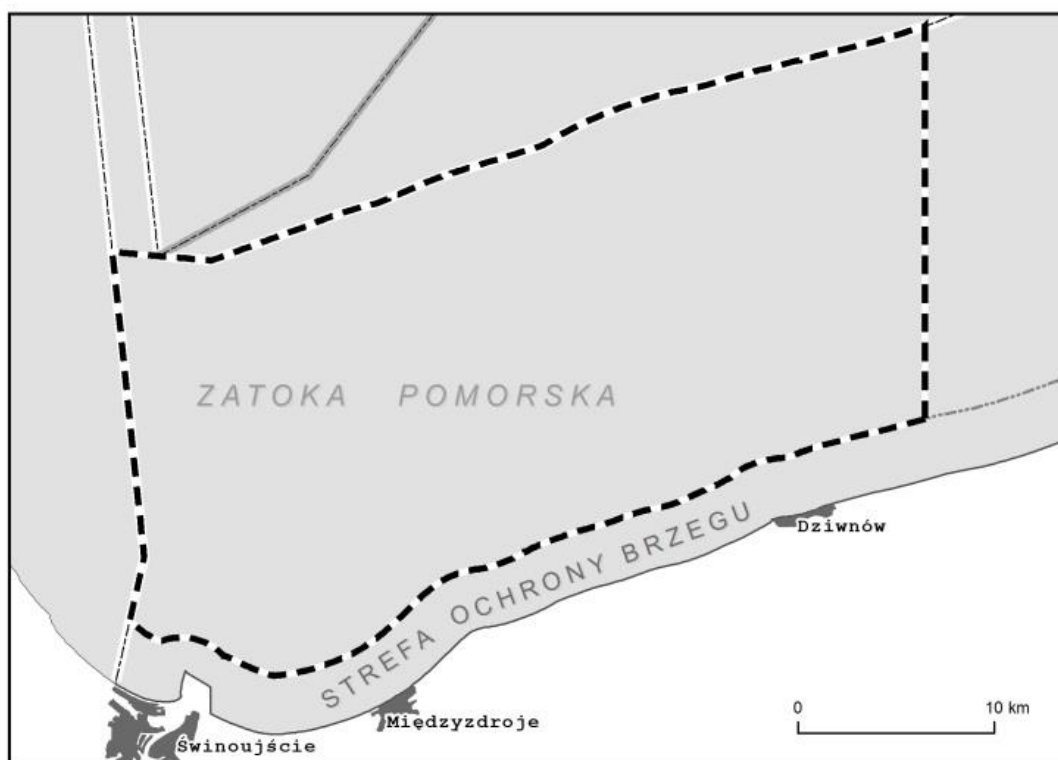 ZATOKA POMORSKA
STREFA OCHRONY BRZEGU
Dziwnów
Międzyzdroje
Świnoujście
0 10 km